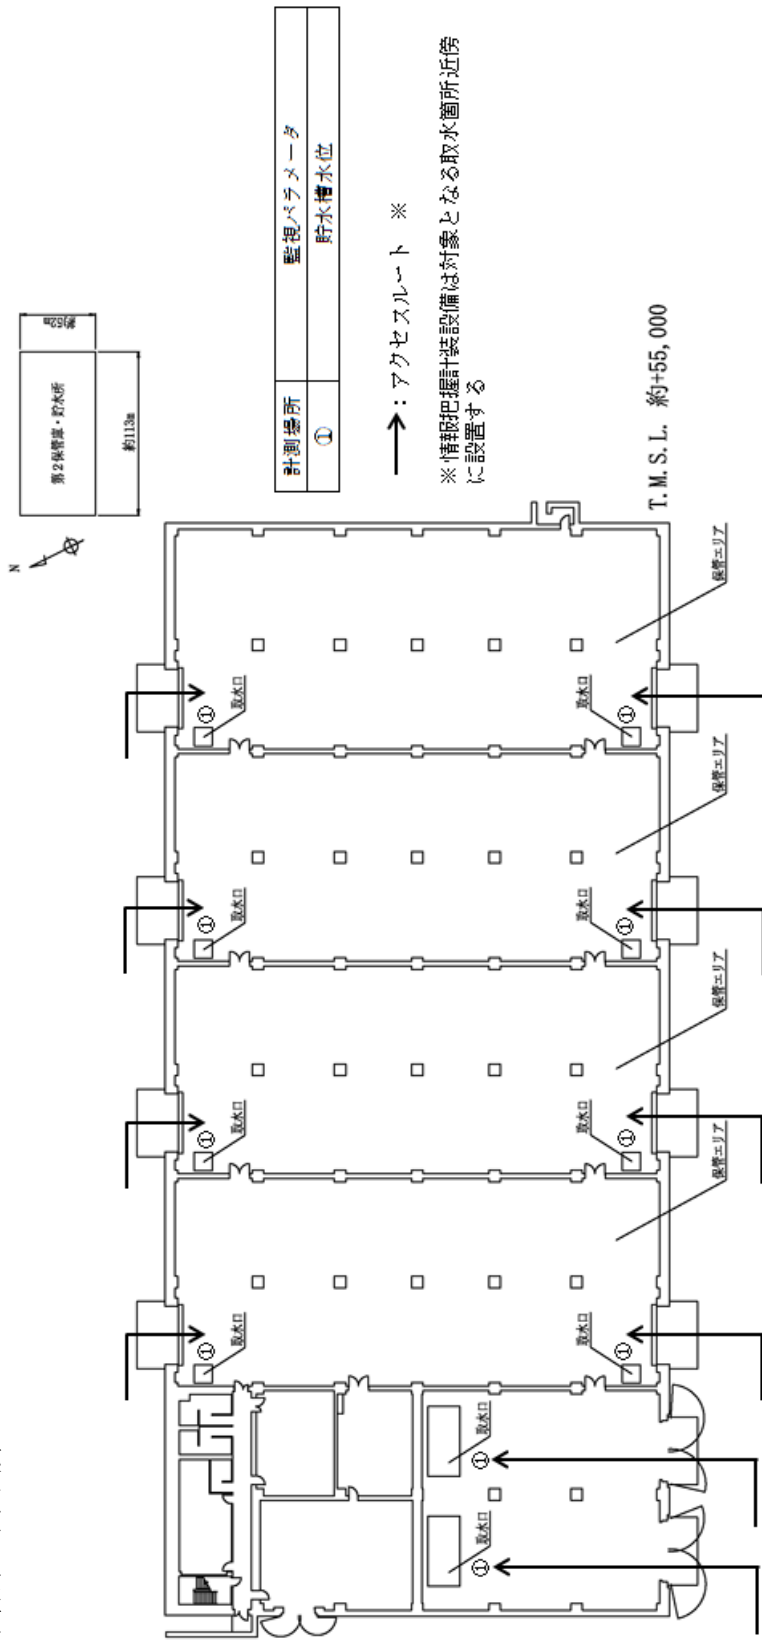 第2保管庫・貯水所
約113m
約52m
N
計測場所
監視パラメータ
①
貯水槽水位
：アクセスルート ※
※情報把握計装設備は対象となる取水箇所近傍
に設置する
T.M.S.L. 約+55,000
①
取水口
①
取水口
①
取水口
①
取水口
①
取水口
①
取水口
①
取水口
①
取水口
①
取水口
①
取水口
保管エリア
保管エリア
保管エリア
保管エリア